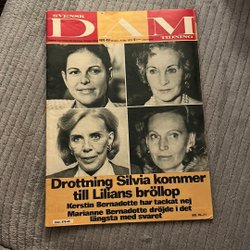 SVENSK
DAM
TIDNING
Drottning Silvia kommer
till Lilians bröllop
Kerstin Bernadotte har tackat nej
Marianne Bernadotte dröjde i det
längsta med svaret